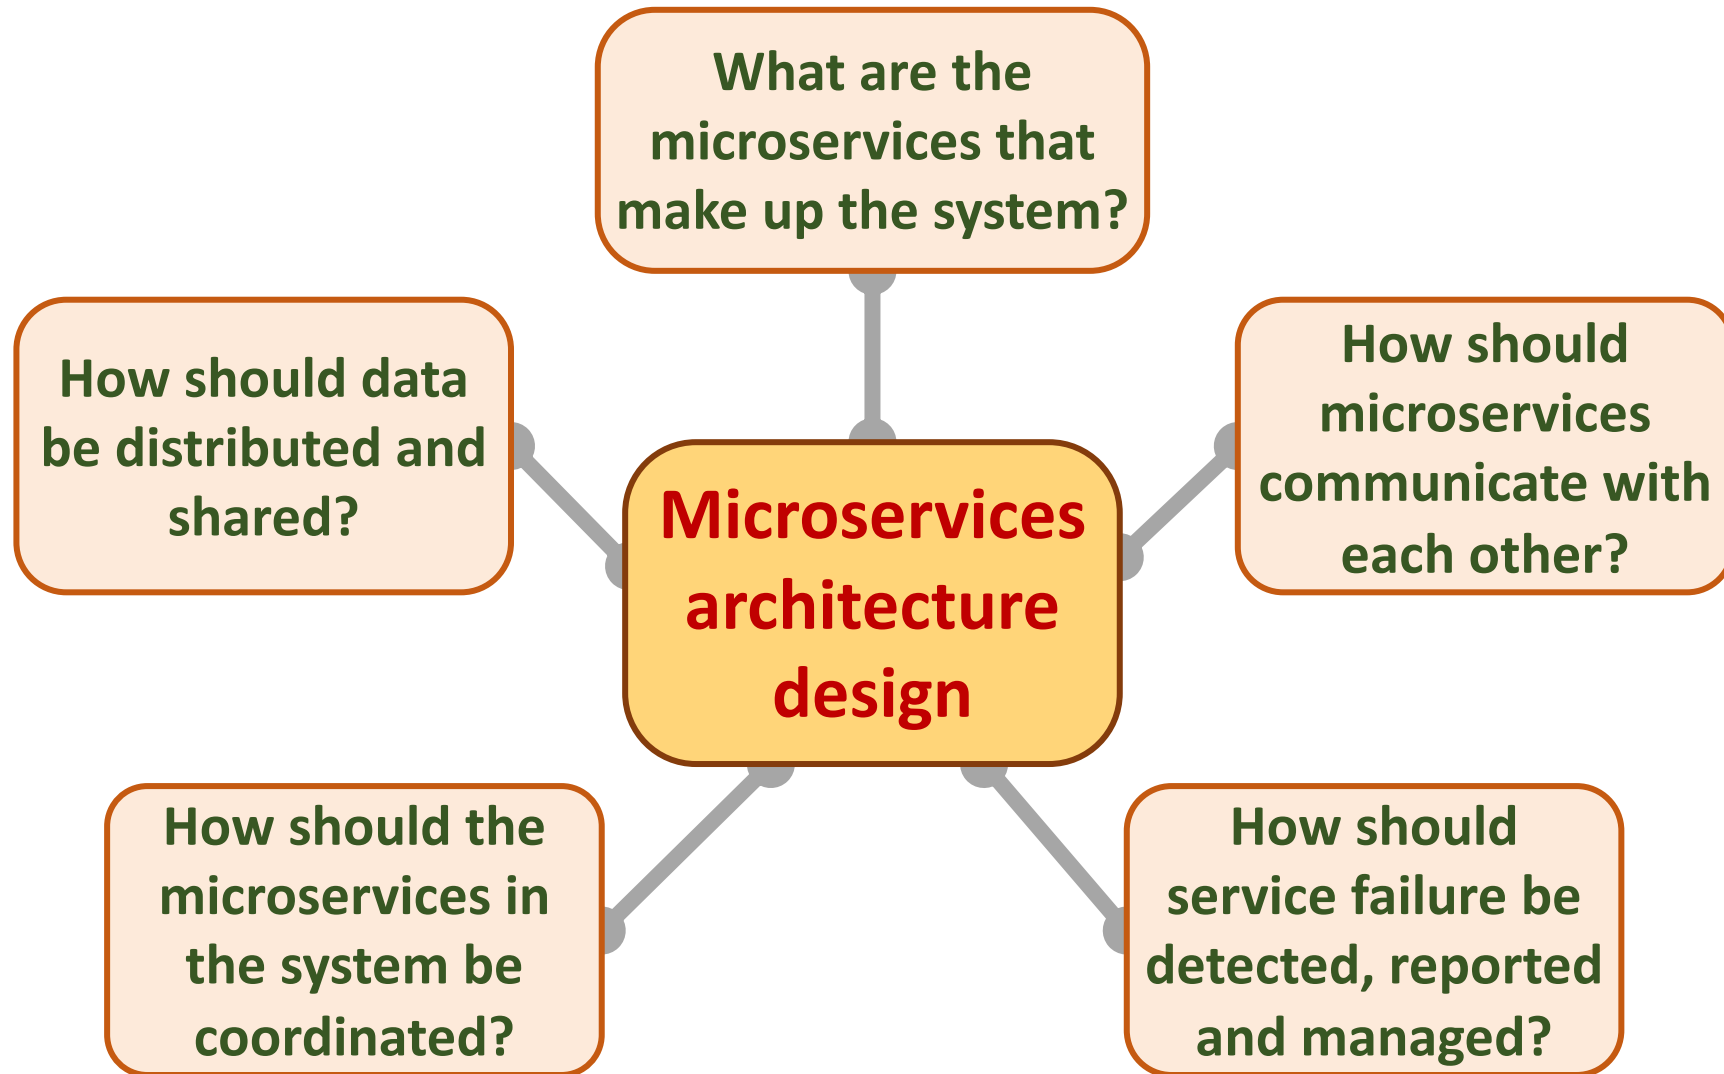 What are the
microservices that
make up the system?
How should data
be distributed and
shared?
How should
microservices
communicate with
each other?
Microservices
architecture
design
How should the
microservices in
the system be
coordinated?
How should
service failure be
detected, reported
and managed?